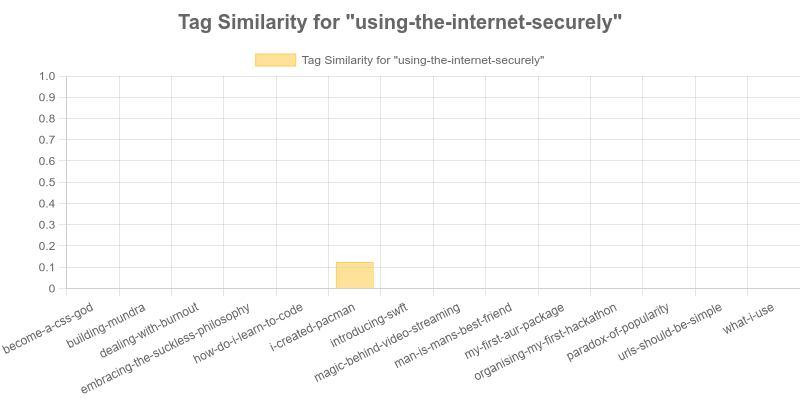 Tag Similarity for "using-the-internet-securely"
Tag Similarity for "using-the-internet-securely"
1.0
0.9
0.8
0.7
0.6
0.5
0.4
0.3
0.2
0.1
0
become-a-css-god
building-mundra
dealing-with-burnout
embracing-the-suckless-philosophy
how-do-i-learn-to-code
i-created-pacman
introducing-swft
magic-behind-video-streaming
man-is-mans-best-friend
my-first-aur-package
organising-my-first-hackathon
paradox-of-popularity
urls-should-be-simple
what-i-use